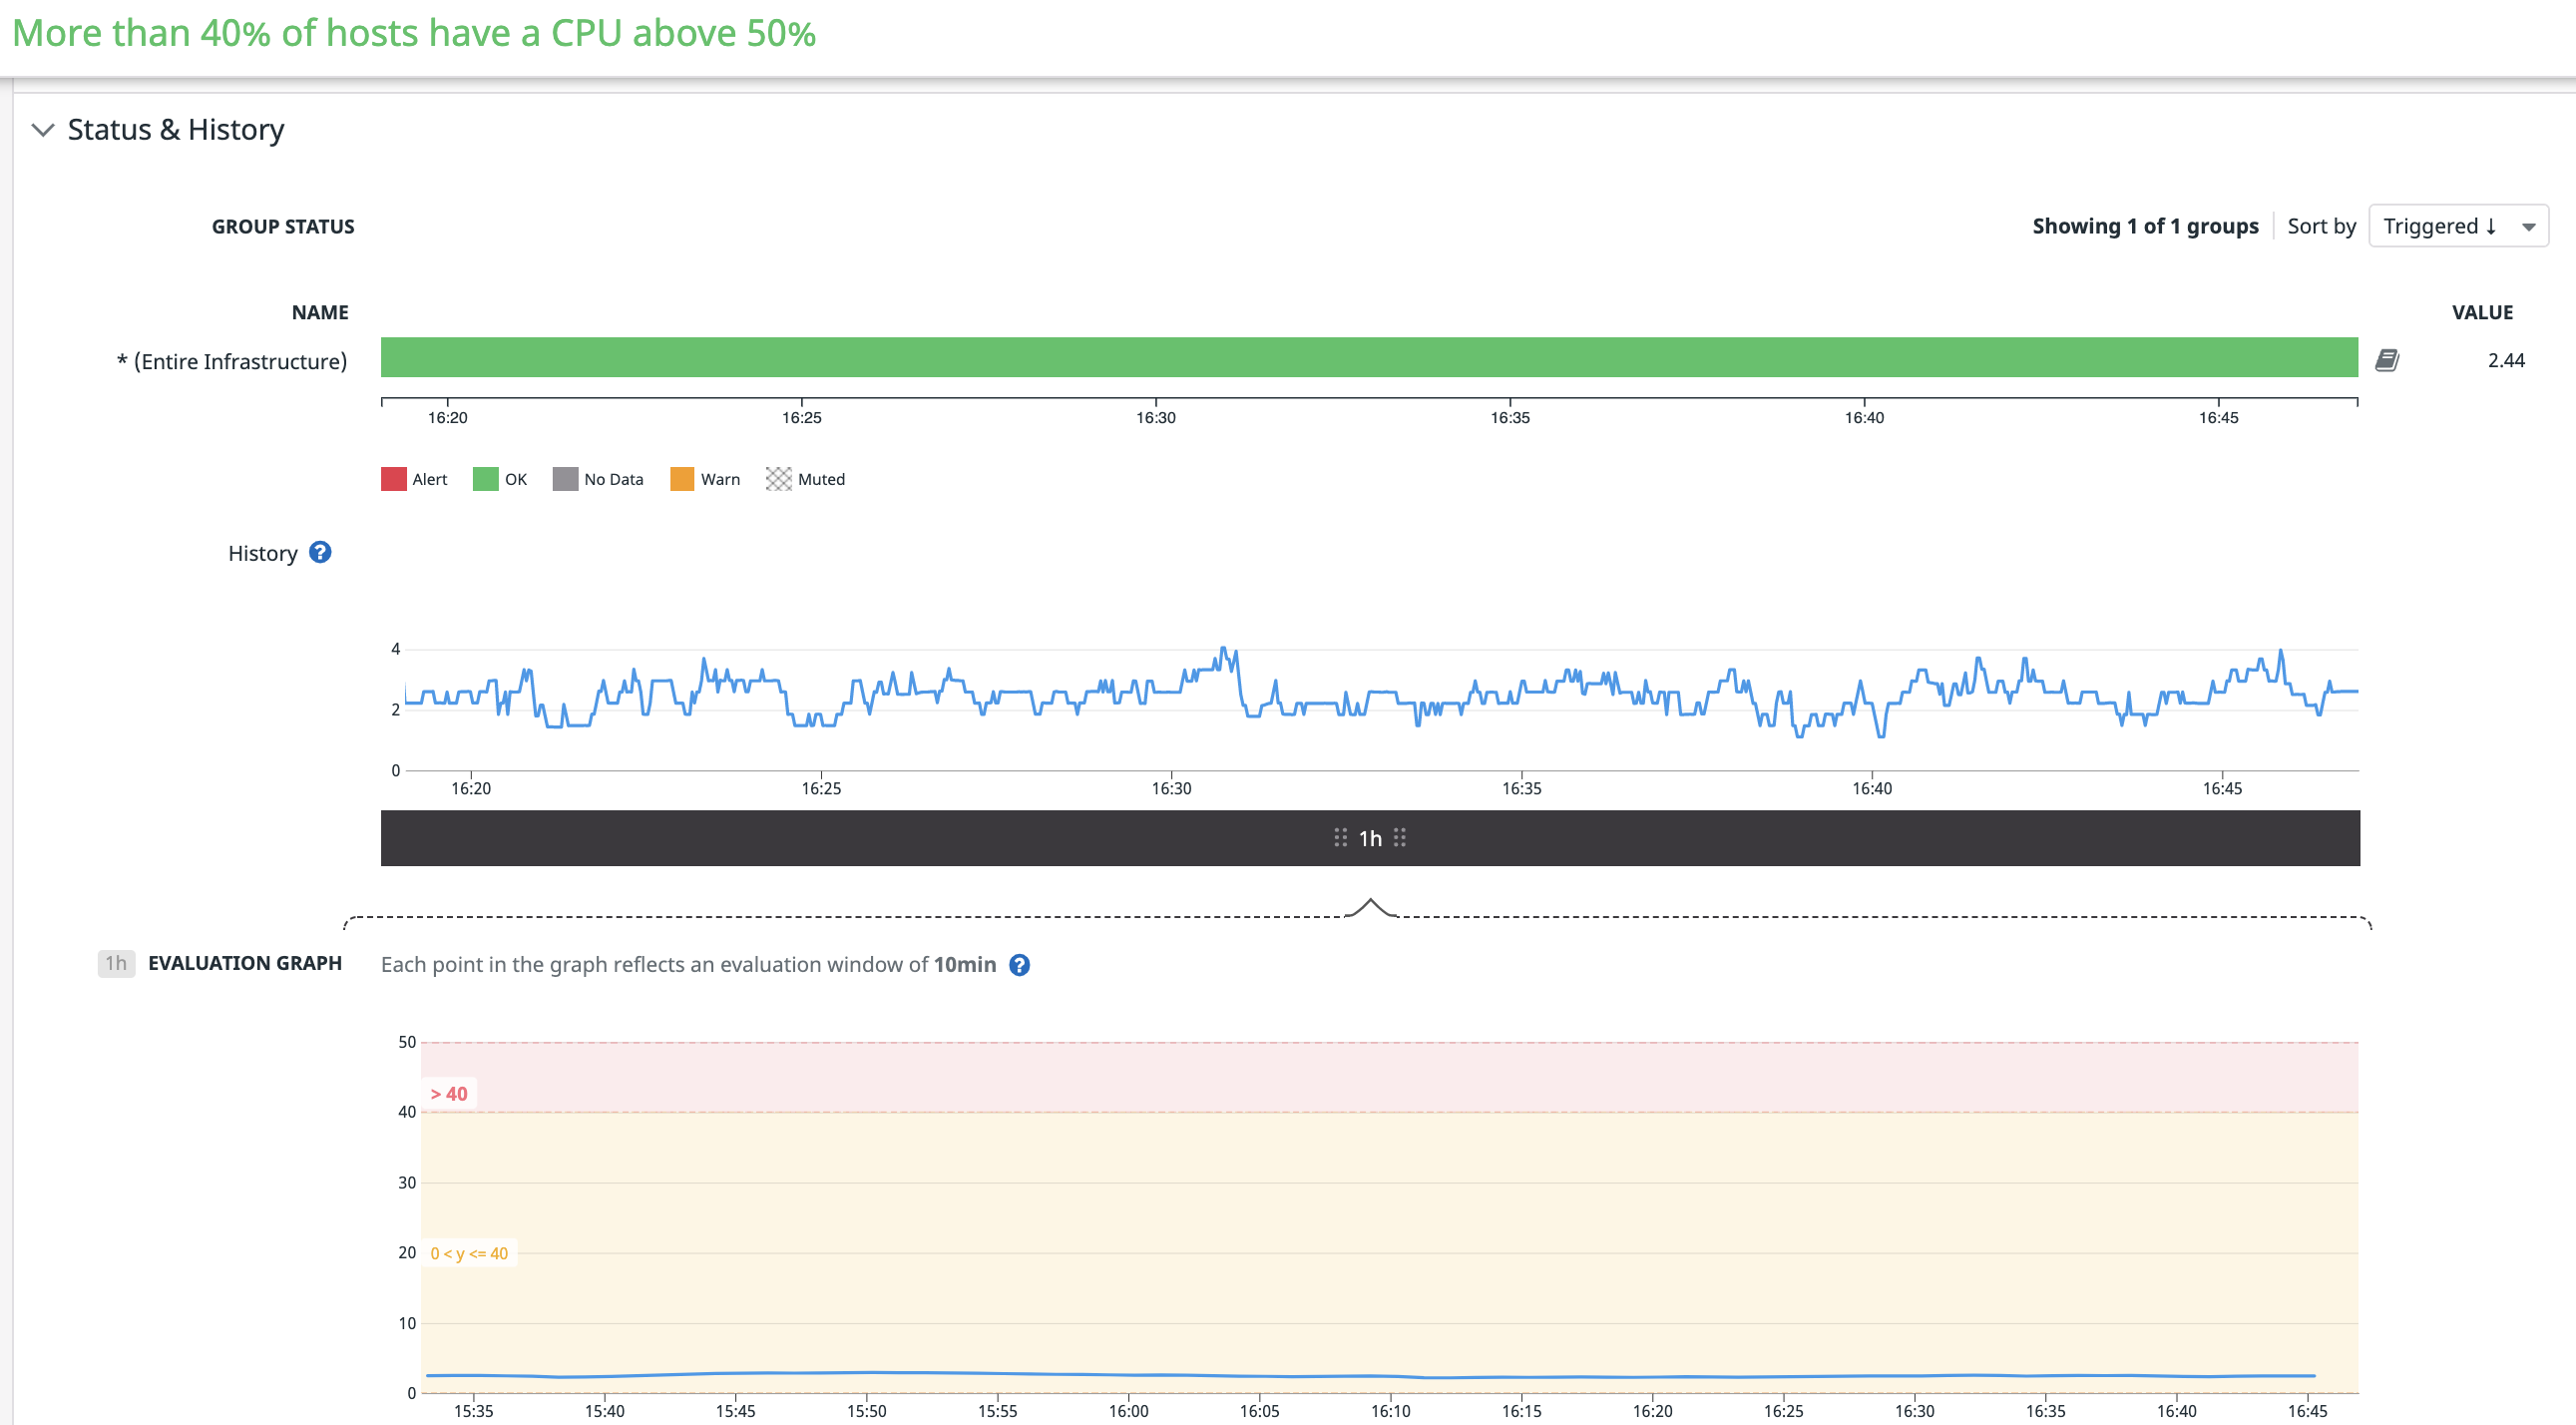 More than 40% of hosts have a CPU above 50%
Status & History
GROUP STATUS
Showing 1 of 1 groups Sort by Triggered ↓
NAME VALUE
* (Entire Infrastructure) 2.44
16:20 16:25 16:30 16:35 16:40 16:45
Alert OK No Data Warn Muted
History ?
4
2
0
16:20 16:25 16:30 16:35 16:40 16:45
1h
1h EVALUATION GRAPH Each point in the graph reflects an evaluation window of 10min ?
50
> 40
40
30
20 0 < y <= 40
10
0
15:35 15:40 15:45 15:50 15:55 16:00 16:05 16:10 16:15 16:20 16:25 16:30 16:35 16:40 16:45